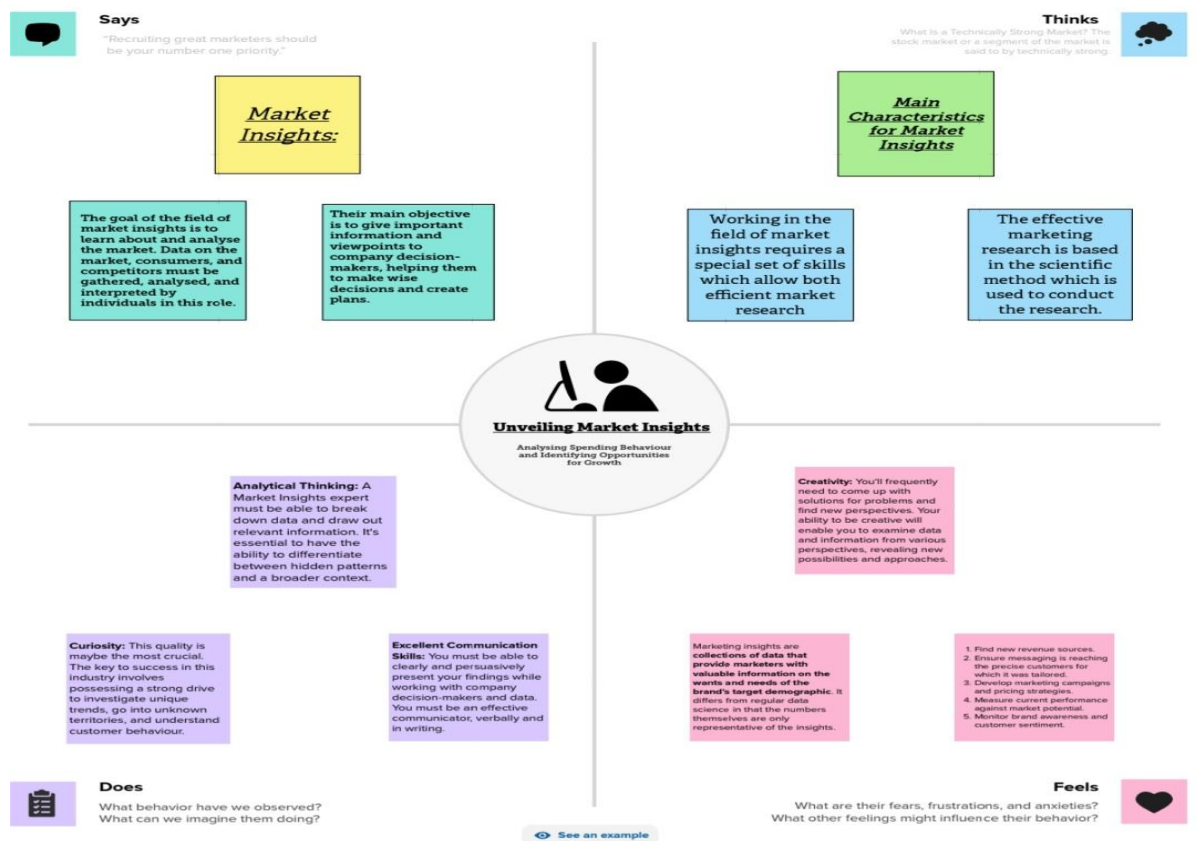 Says
"Recruiting great marketers should
be your number one priority."
Market
Insights:
The goal of the field of
market insights is to
learn about and analyse
the market. Data on the
market, consumers, and
competitors must be
gathered, analysed, and
interpreted by
individuals in this role.
Their main objective
is to give important
information and
viewpoints to
company decision-
makers, helping them
to make wise
decisions and create
plans.
Thinks
What Is a Technically Strong Market? The
stock market or a segment of the market is
said to by technically strong.
Main
Characteristics
for Market
Insights
Working in the
field of market
insights requires a
special set of skills
which allow both
efficient market
research
The effective
marketing
research is based
in the scientific
method which is
used to conduct
the research.
Unveiling Market Insights
Analysing Spending Behaviour
and Identifying Opportunities
for Growth
Analytical Thinking: A
Market Insights expert
must be able to break
down data and draw out
relevant information. It's
essential to have the
ability to differentiate
between hidden patterns
and a broader context.
Curiosity: This quality is
maybe the most crucial.
The key to success in this
industry involves
possessing a strong drive
to investigate unique
trends, go into unknown
territories, and understand
customer behaviour.
Excellent Communication
Skills: You must be able to
clearly and persuasively
present your findings while
working with company
decision-makers and data.
You must be an effective
communicator, verbally and
in writing.
Does
What behavior have we observed?
What can we imagine them doing?
Creativity: You'll frequently
need to come up with
solutions for problems and
find new perspectives. Your
ability to be creative will
enable you to examine data
and information from various
perspectives, revealing new
possibilities and approaches.
Marketing insights are
collections of data that
provide marketers with
valuable information on the
wants and needs of the
brand's target demographic. It
differs from regular data
science in that the numbers
themselves are only
representative of the insights.
1. Find new revenue sources.
2. Ensure messaging is reaching
the precise customers for
which it was tailored.
3. Develop marketing campaigns
and pricing strategies.
4. Measure current performance
against market potential.
5. Monitor brand awareness and
customer sentiment.
Feels
What are their fears, frustrations, and anxieties?
What other feelings might influence their behavior?
See an example